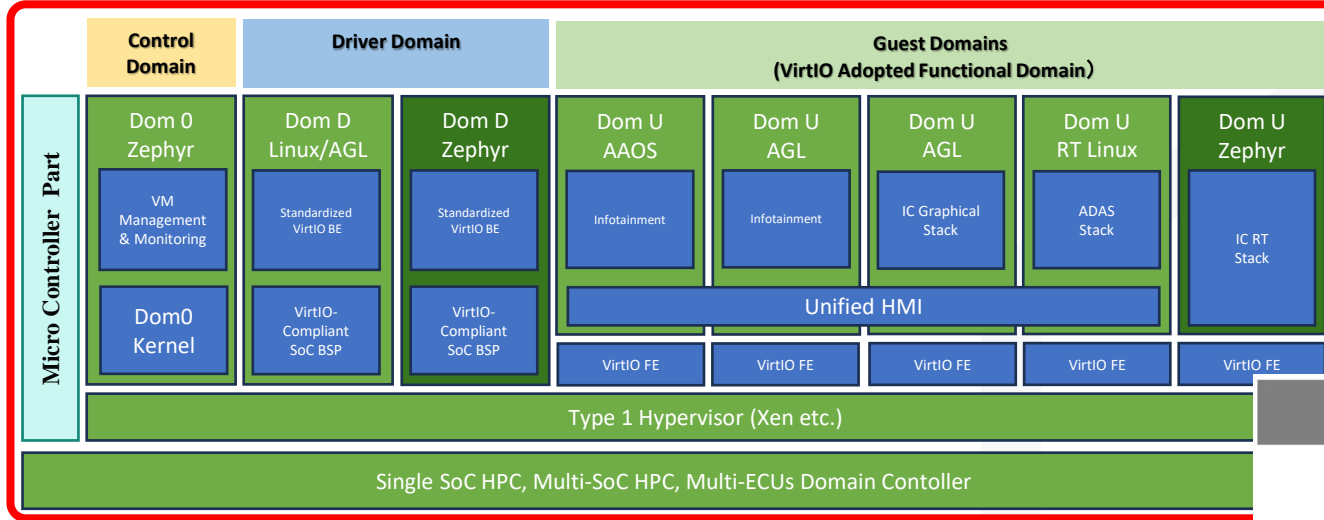 Control
Domain
Driver Domain
Guest Domains
(VirtIO Adopted Functional Domain）
Micro Controller Part
Dom 0
Zephyr
VM
Management
& Monitoring
Dom0
Kernel
Dom D
Linux/AGL
Standardized
VirtIO BE
VirtIO-
Compliant
SoC BSP
Dom D
Zephyr
Standardized
VirtIO BE
VirtIO-
Compliant
SoC BSP
Dom U
AAOS
Infotainment
Dom U
AGL
Infotainment
Dom U
AGL
IC Graphical
Stack
Dom U
RT Linux
ADAS
Stack
Dom U
Zephyr
IC RT
Stack
Unified HMI
VirtIO FE
VirtIO FE
VirtIO FE
VirtIO FE
VirtIO FE
Type 1 Hypervisor (Xen etc.)
Single SoC HPC, Multi-SoC HPC, Multi-ECUs Domain Contoller